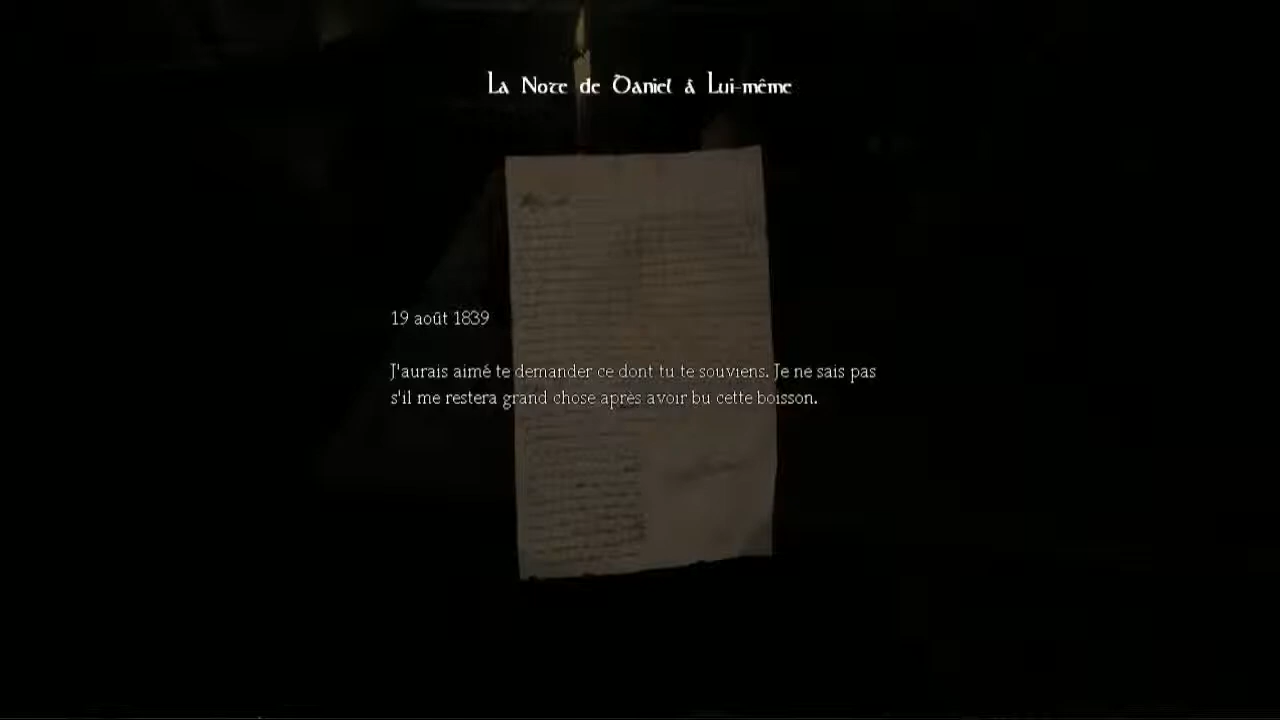 La Note de Daniel à Lui-même
19 août 1839
J'aurais aimé te demander ce dont tu te souviens. Je ne sais pas
s'il me restera grand chose après avoir bu cette boisson.